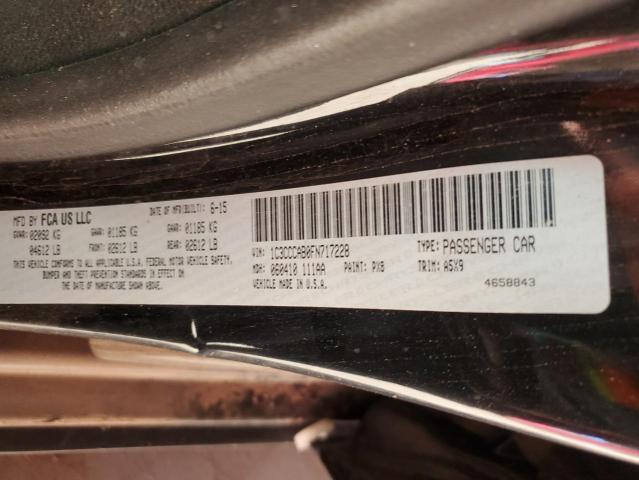 MFD BY FCA US LLC DATE OF MFR(BUILT): 6-15
GVWR: 02092 KG GAWR: 01185 KG GAWR: 01185 KG
04612 LB FRONT: 02612 LB REAR: 02612 LB
THIS VEHICLE CONFORMS TO ALL APPLICABLE U.S.A. FEDERAL MOTOR VEHICLE SAFETY,
BUMPER AND THEFT PREVENTION STANDARDS IN EFFECT ON
THE DATE OF MANUFACTURE SHOWN ABOVE.
VIN: 1C3CCCAB0FN717228 TYPE: PASSENGER CAR
MDH: 060410 111AA PAINT: PX8 TRIM: A5X9
VEHICLE MADE IN U.S.A. 4658843